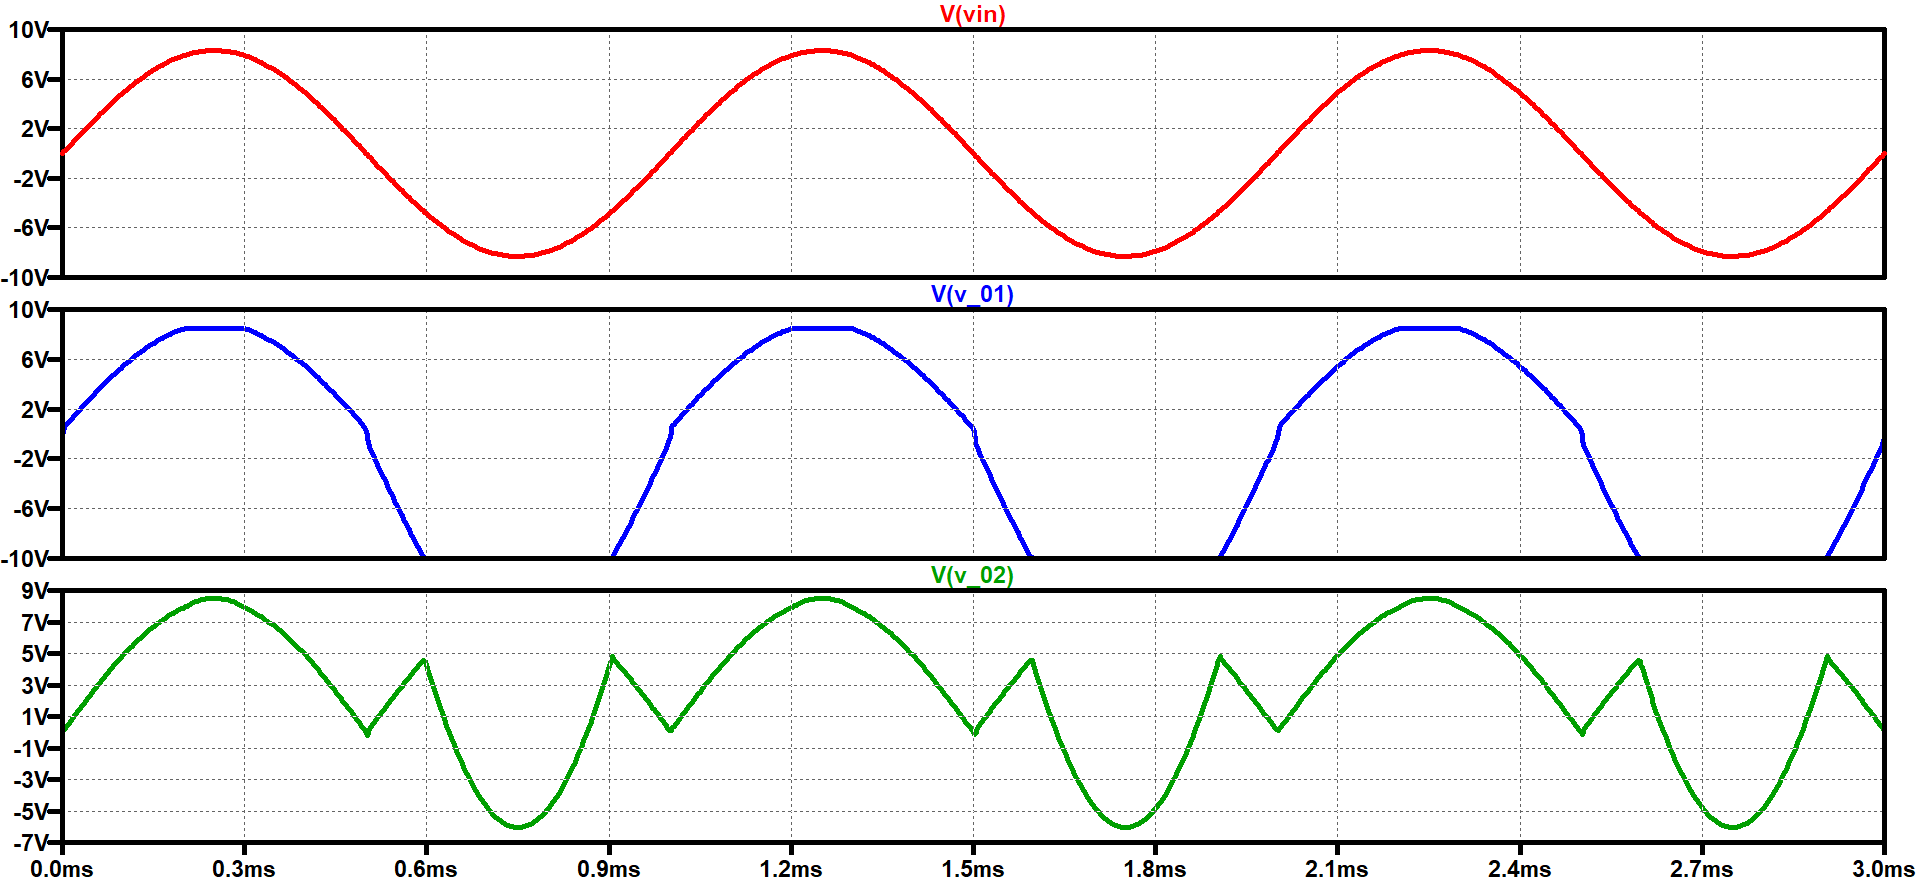 V(vin)
10V
6V
2V
-2V
-6V
-10V
V(v_01)
10V
6V
2V
-2V
-6V
-10V
V(v_02)
9V
7V
5V
3V
1V
-1V
-3V
-5V
-7V
0.0ms 0.3ms 0.6ms 0.9ms 1.2ms 1.5ms 1.8ms 2.1ms 2.4ms 2.7ms 3.0ms